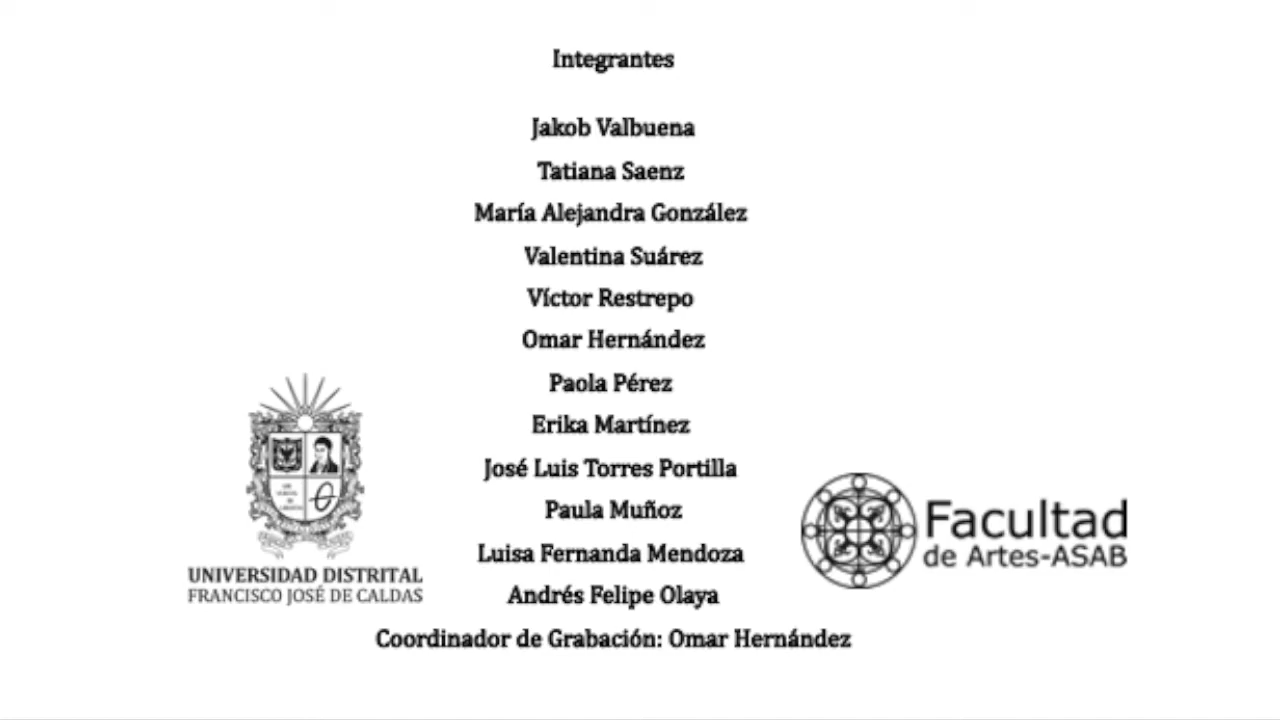 Integrantes
Jakob Valbuena
Tatiana Saenz
María Alejandra González
Valentina Suárez
Víctor Restrepo
Omar Hernández
Paola Pérez
Erika Martínez
José Luis Torres Portilla
Paula Muñoz
Luisa Fernanda Mendoza
Andrés Felipe Olaya
Coordinador de Grabación: Omar Hernández
UNIVERSIDAD DISTRITAL
FRANCISCO JOSÉ DE CALDAS
Facultad
de Artes-ASAB